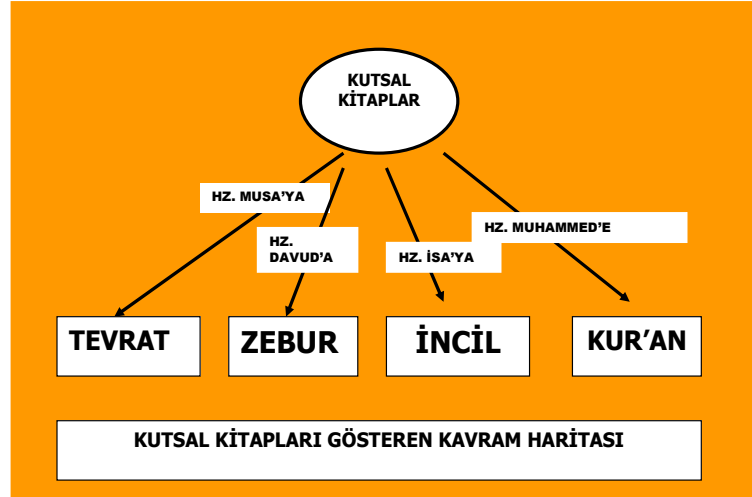 KUTSAL
KİTAPLAR
HZ. MUSA'YA
HZ.
DAVUD'A
HZ. İSA'YA
HZ. MUHAMMED'E
TEVRAT
ZEBUR
İNCİL
KUR'AN
KUTSAL KİTAPLARI GÖSTEREN KAVRAM HARİTASI